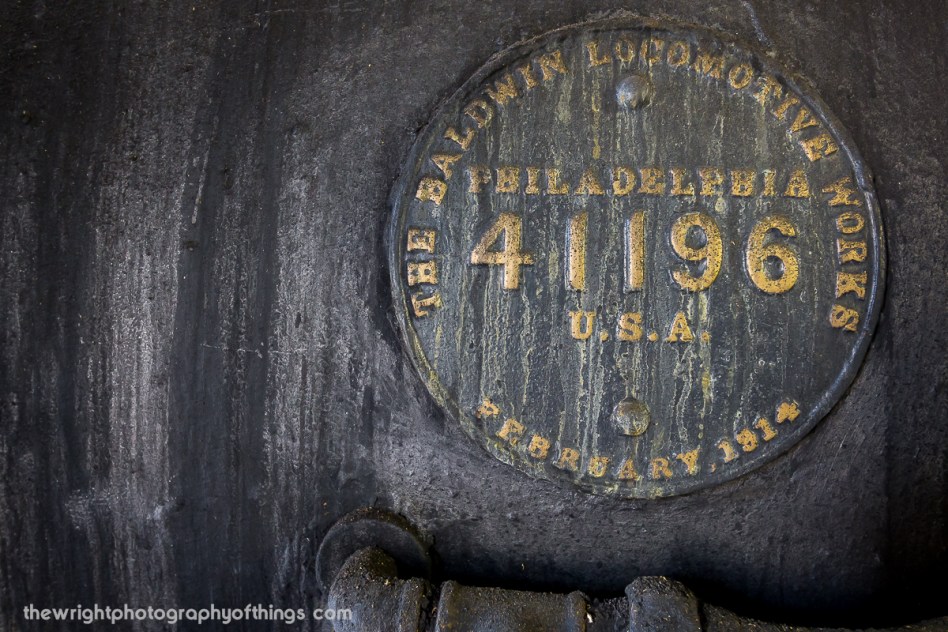 THE BALDWIN LOCOMOTIVE WORKS
PHILADELPHIA
41196
U.S.A.
FEBRUARY, 1914
thewrightphotographyofthings.com